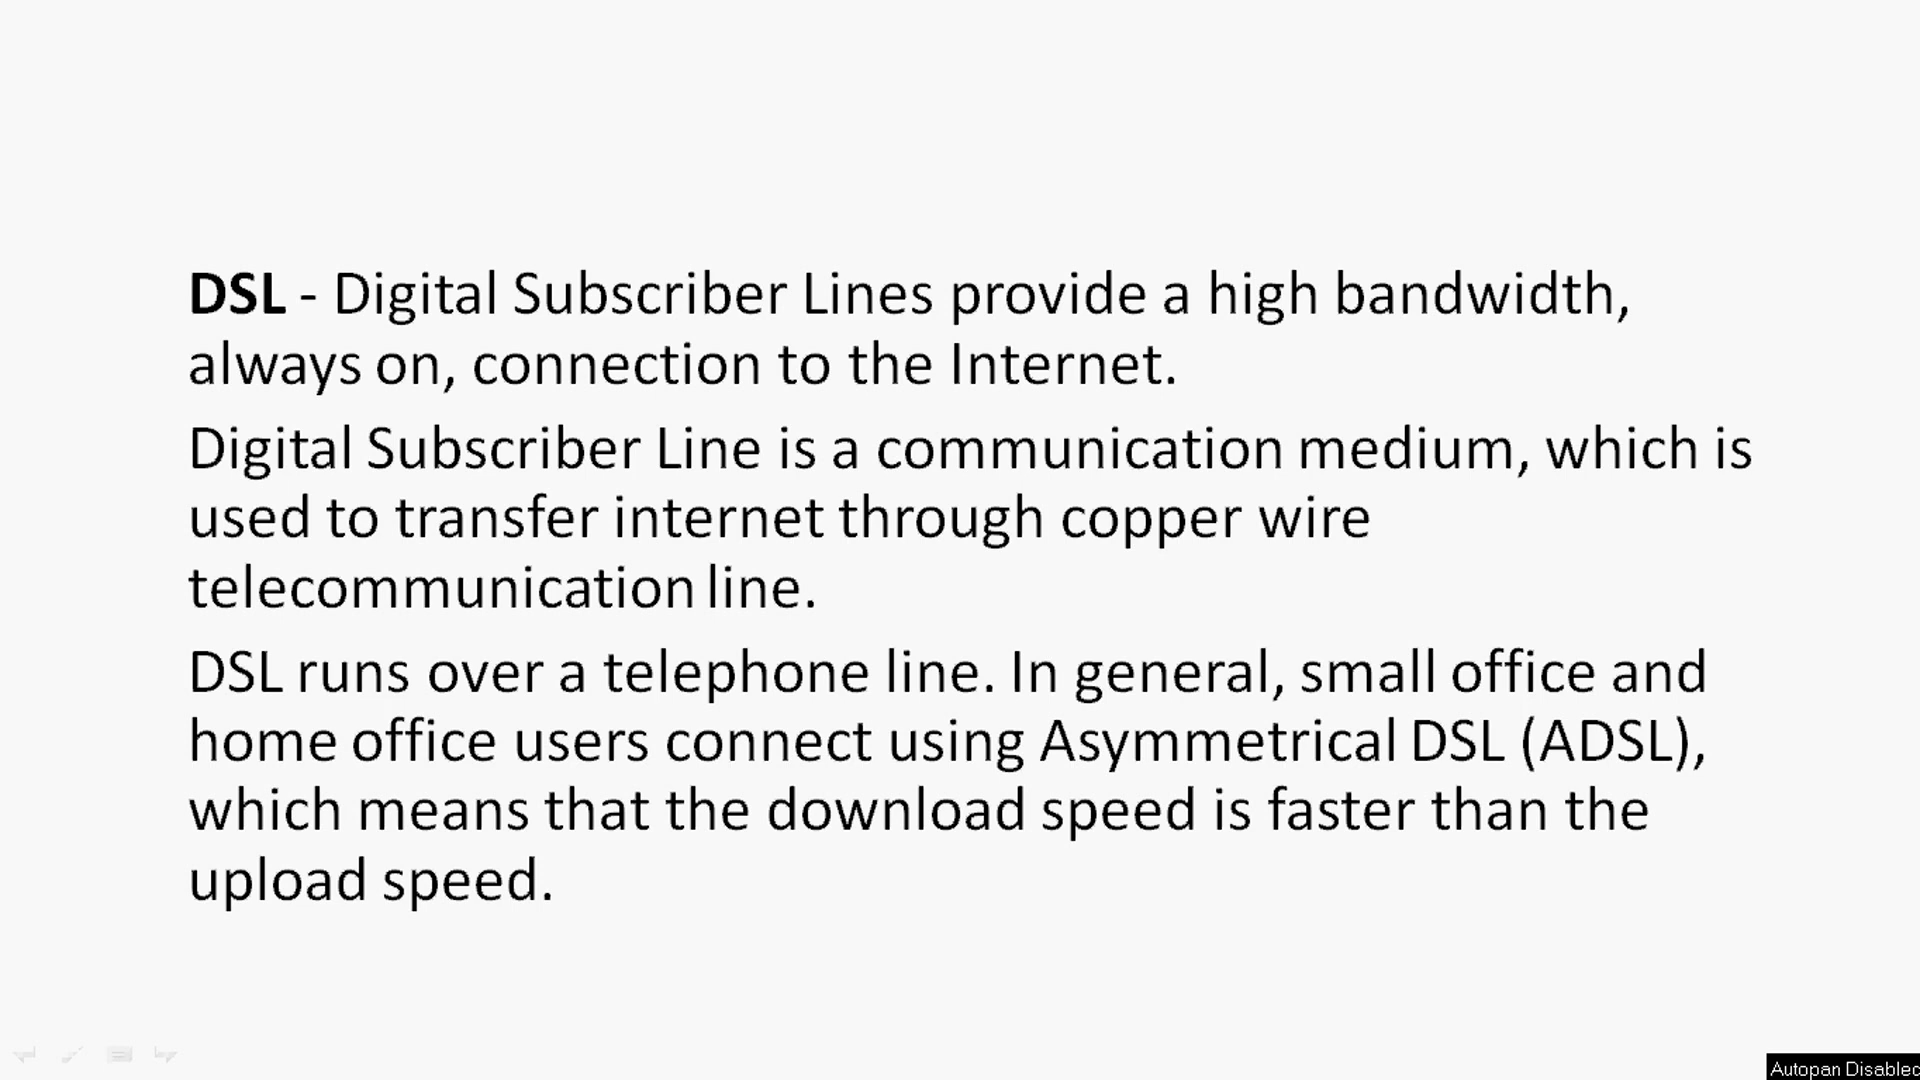 DSL - Digital Subscriber Lines provide a high bandwidth,
always on, connection to the Internet.
Digital Subscriber Line is a communication medium, which is
used to transfer internet through copper wire
telecommunication line.
DSL runs over a telephone line. In general, small office and
home office users connect using Asymmetrical DSL (ADSL),
which means that the download speed is faster than the
upload speed.
Autopan Disabled